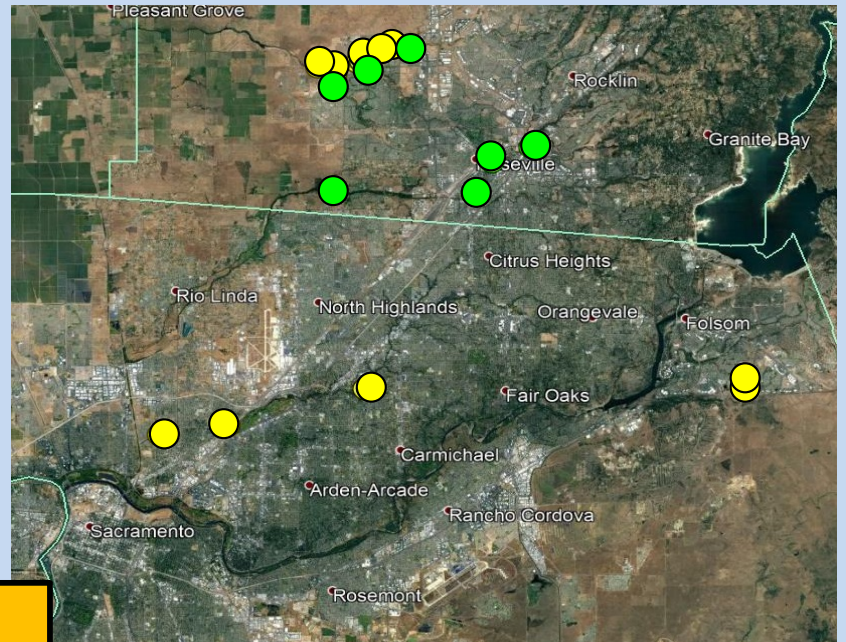 Pleasant Grove
Rocklin
Granite Bay
seville
Citrus Heights
Rio Linda
North Highlands
Orangevale
Folsom
Fair Oaks
Carmichael
Arden-Arcade
Rancho Cordova
Sacramento
Rosemont